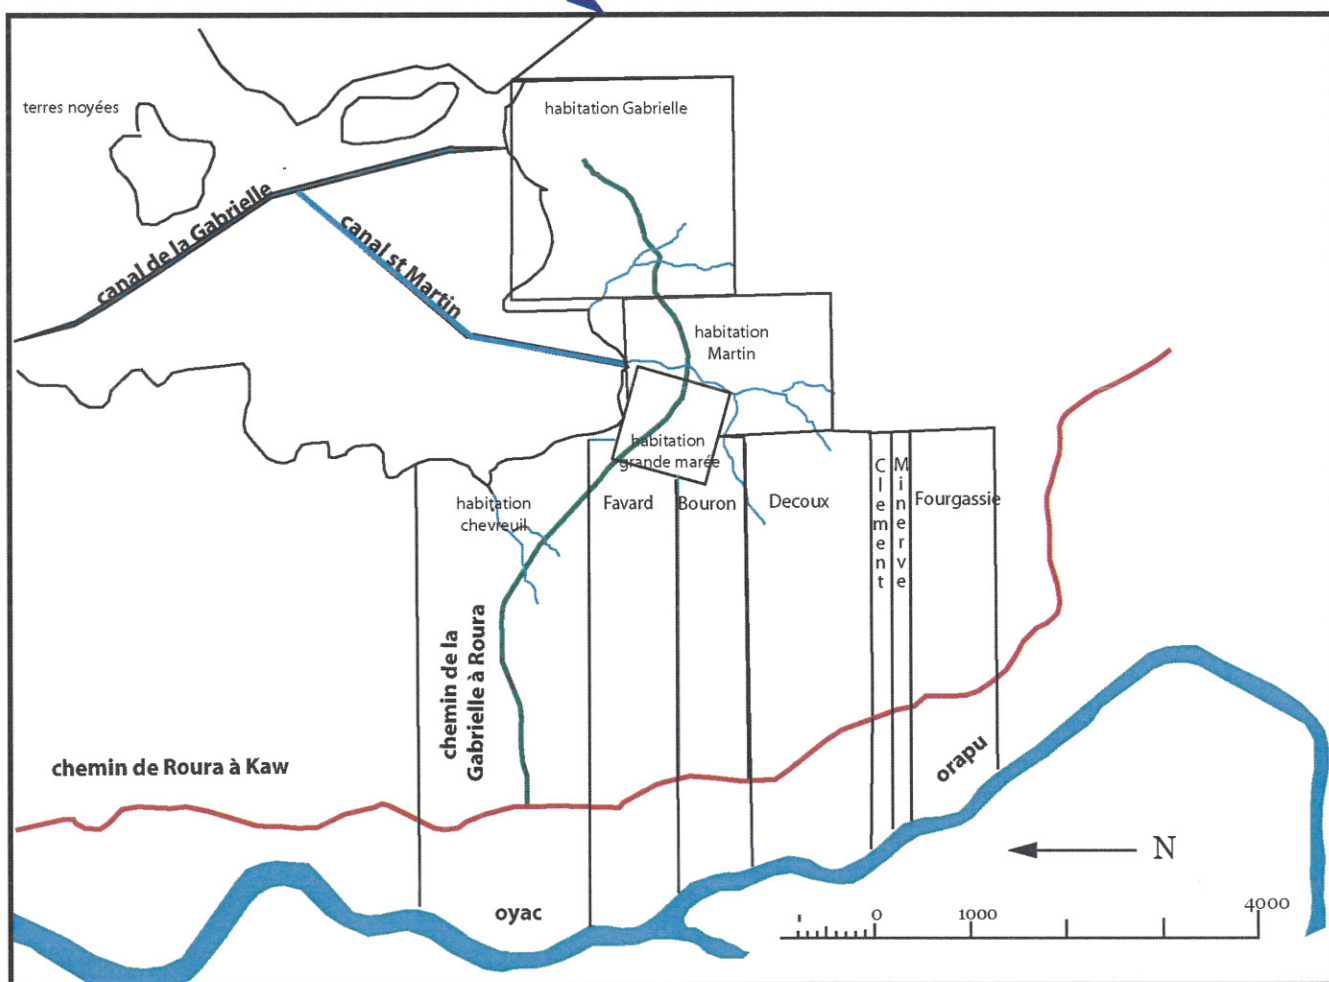 terres noyées
habitation Gabrielle
canal de la Gabrielle
canal st Martin
habitation
Martin
habitation
grande marée
habitation
chevreuil
Favard
Bouron
Decoux
Clement
Minerve
Fourgassie
chemin de la
Gabrielle à Roura
chemin de Roura à Kaw
orapu
oyac
N
0
1000
4000